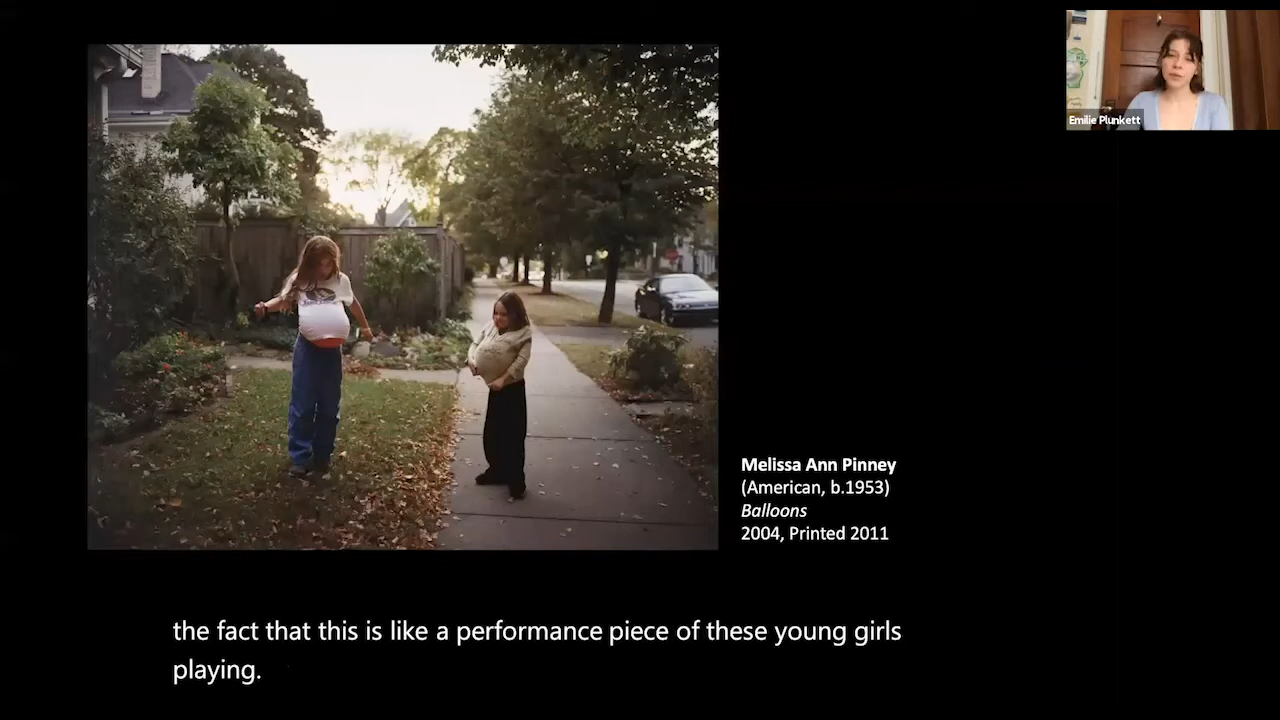 Emilie Plunkett
Melissa Ann Pinney
(American, b.1953)
Balloons
2004, Printed 2011
the fact that this is like a performance piece of these young girls
playing.